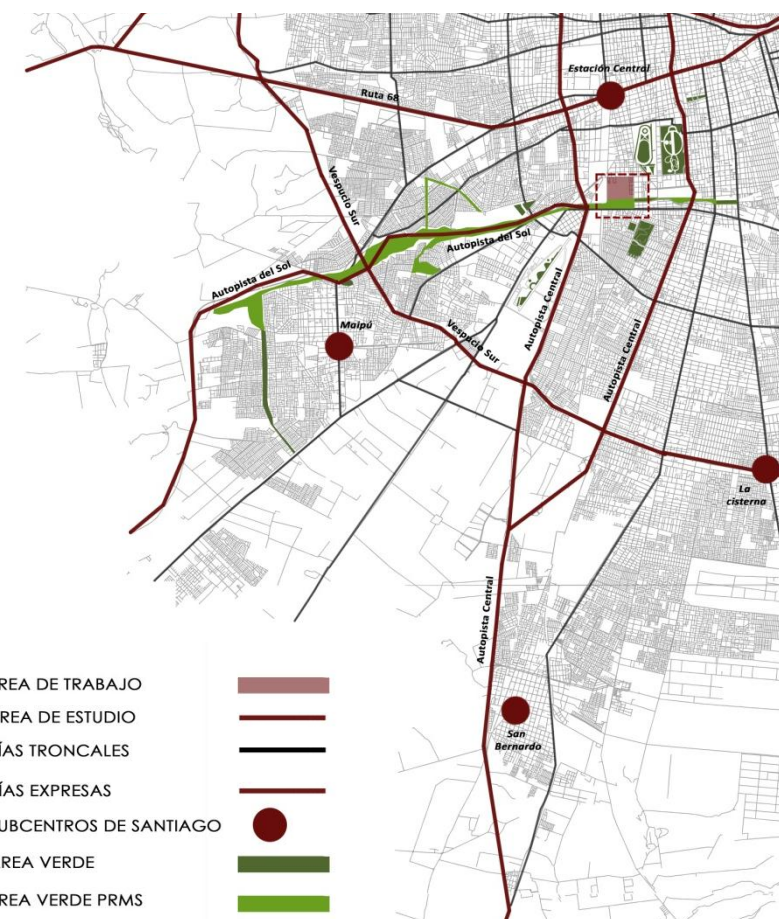 Estación Central
Ruta 68
Vespucio Sur
Autopista del Sol
Autopista del Sol
Autopista Central
Maipú
Vespucio Sur
Autopista Central
La
cisterna
Autopista Central
San
Bernardo
REA DE TRABAJO
REA DE ESTUDIO
ÍAS TRONCALES
ÍAS EXPRESAS
UBCENTROS DE SANTIAGO
REA VERDE
REA VERDE PRMS